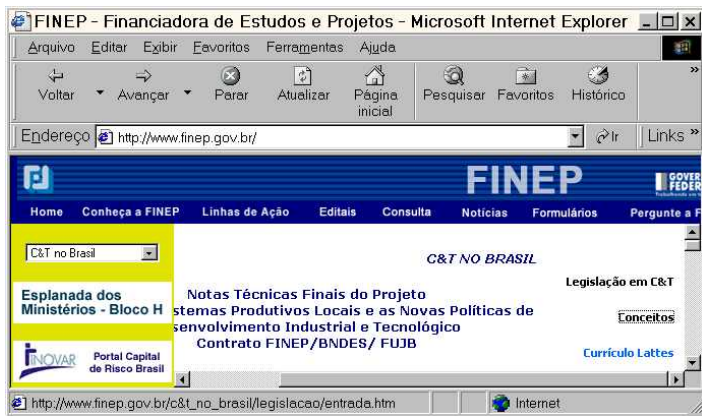 FINEP - Financiadora de Estudos e Projetos - Microsoft Internet Explorer
Arquivo Editar Exibir Favoritos Ferramentas Ajuda
Voltar Avançar Parar Atualizar Página inicial Pesquisar Favoritos Histórico »
Endereço http://www.finep.gov.br/ Ir Links »
FINEP
GOVER
FEDER
Home Conheça a FINEP Linhas de Ação Editais Consulta Notícias Formulários Pergunte a F
C&T no Brasil
C&T NO BRASIL
Legislação em C&T
Esplanada dos
Ministérios - Bloco H
Notas Técnicas Finais do Projeto
stemas Produtivos Locais e as Novas Políticas de
senvolvimento Industrial e Tecnológico
Contrato FINEP/BNDES/ FUJB
Conceitos
INOVAR Portal Capital
de Risco Brasil
Currículo Lattes
http://www.finep.gov.br/c&t_no_brasil/legislacao/entrada.htm Internet